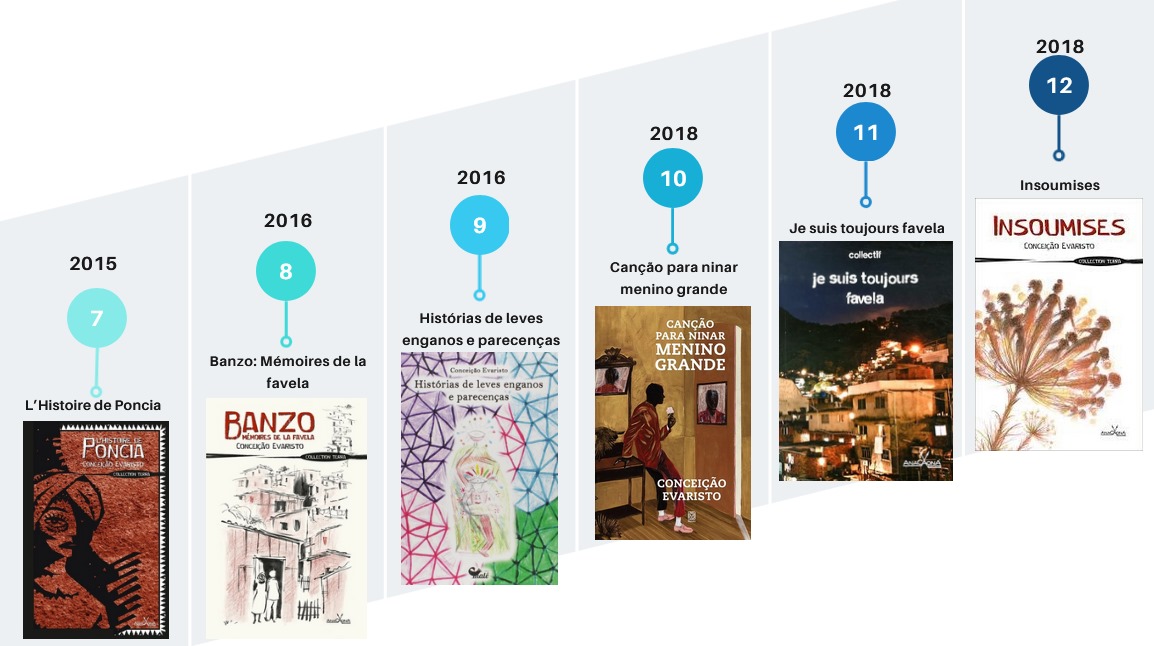 2015
7
L’Histoire de Poncia
L'HISTOIRE DE
PONCIA
CONCEIÇÃO EVARISTO
COLLECTION TERRA
ANACAONA
2016
8
Banzo: Mémoires de la
favela
BANZO
MÉMOIRES DE LA FAVELA
CONCEIÇÃO EVARISTO
COLLECTION TERRA
ANACAONA
2016
9
Histórias de leves
enganos e parecenças
Conceição Evaristo
Histórias de leves enganos
e parecenças
malê
2018
10
Canção para ninar
menino grande
CANÇÃO
PARA NINAR
MENINO
GRANDE
CONCEIÇÃO
EVARISTO
2018
11
Je suis toujours favela
collectif
je suis toujours
favela
ANACAONA
2018
12
Insoumises
INSOUMISES
CONCEIÇÃO EVARISTO
COLLECTION TERRA
ANACAONA